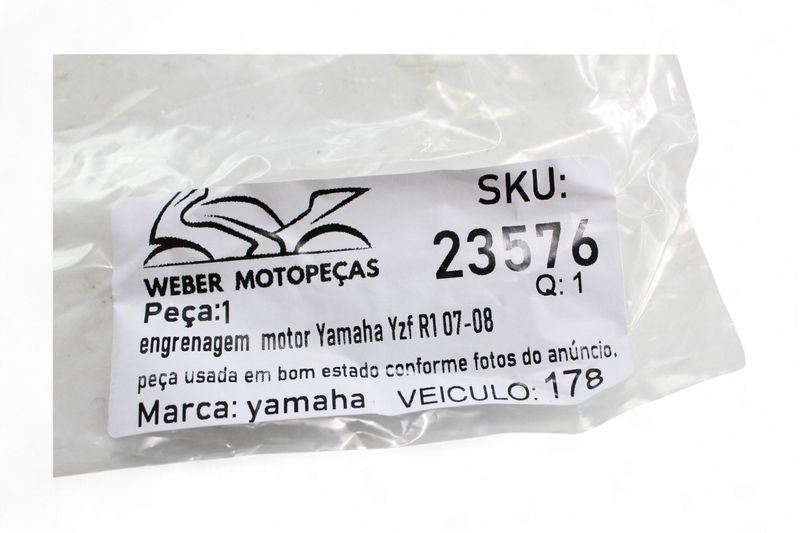 SKU:
23576
Q: 1
WEBER MOTOPEÇAS
Peça:1
engrenagem motor Yamaha Yzf R1 07-08
peça usada em bom estado conforme fotos do anúncio.
Marca: yamaha VEICULO: 178